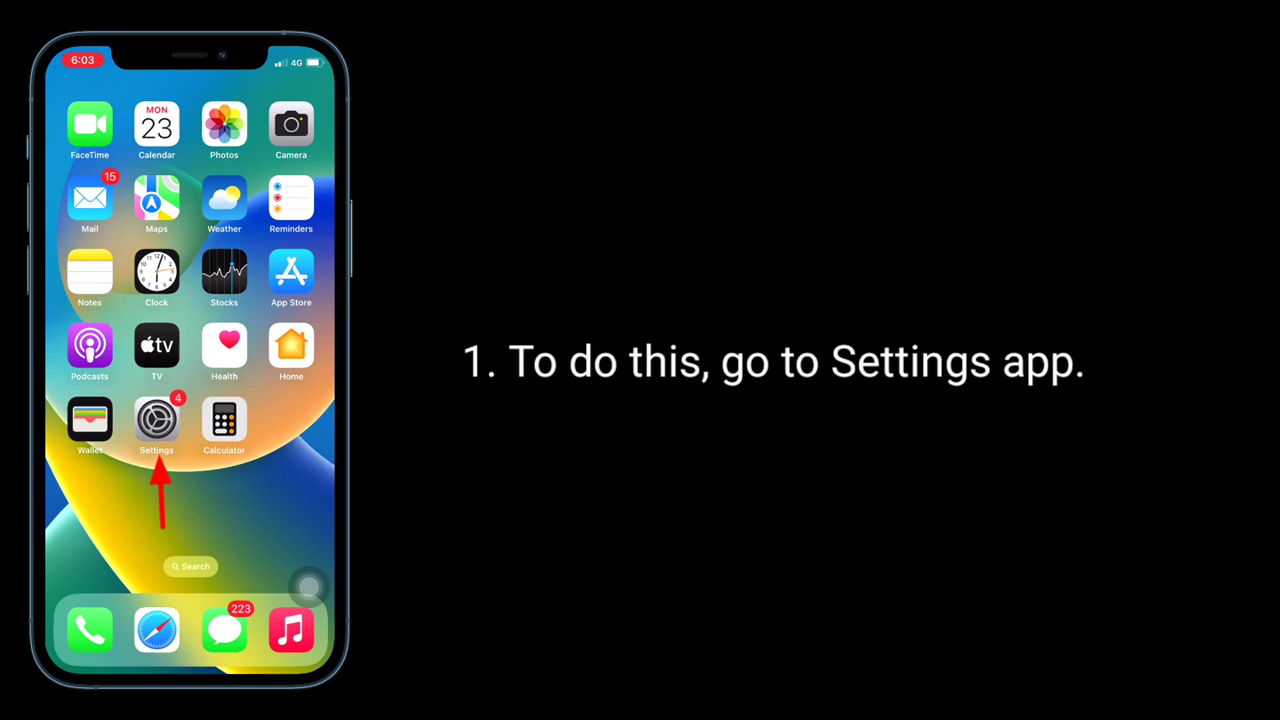 6:03
4G
MON
23
FaceTime
Calendar
Photos
Camera
15
Mail
Maps
Weather
Reminders
12
Notes
Clock
Stocks
App Store
tv
Podcasts
TV
Health
Home
4
Wallet
Settings
Calculator
1. To do this, go to Settings app.
Search
223